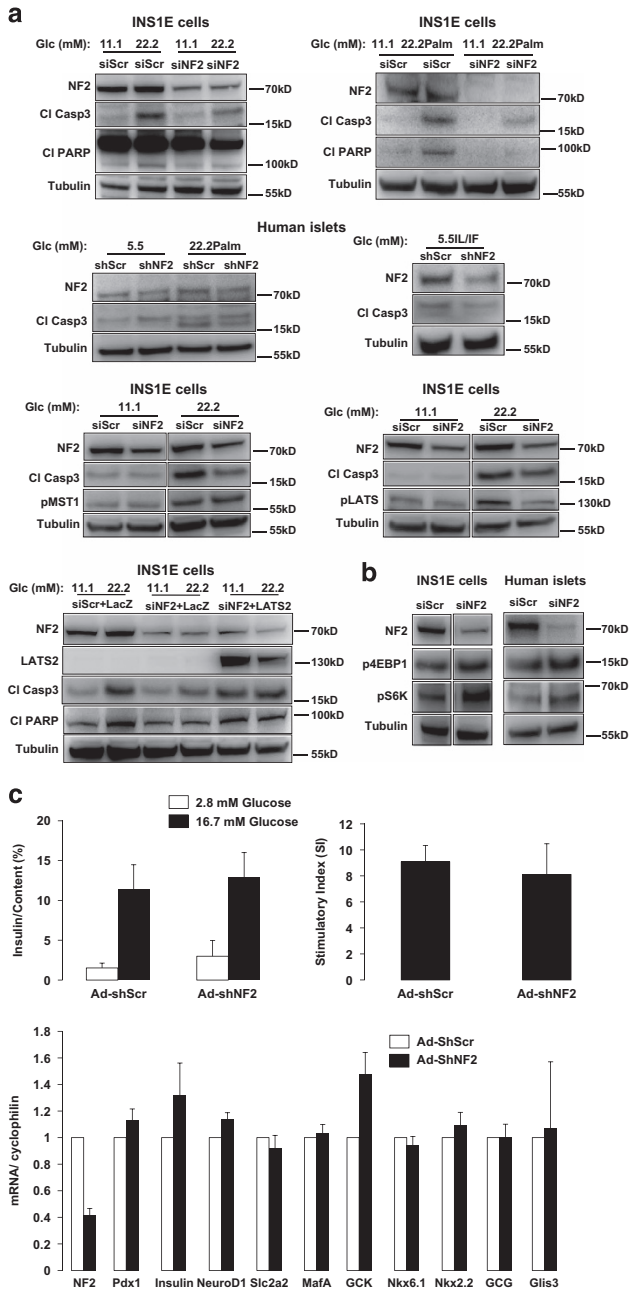 a
INS1E cells
Glc (mM): 11.1 22.2 11.1 22.2
siScr siScr siNF2 siNF2
NF2
70kD
Cl Casp3
15kD
Cl PARP
100kD
Tubulin
55kD
INS1E cells
Glc (mM): 11.1 22.2Palm 11.1 22.2Palm
siScr siScr siNF2 siNF2
NF2
70kD
Cl Casp3
15kD
Cl PARP
100kD
Tubulin
55kD
Human islets
Glc (mM): 5.5 22.2Palm
shScr shNF2 shScr shNF2
NF2
70kD
Cl Casp3
15kD
Tubulin
55kD
Glc (mM): 5.5IL/IF
shScr shNF2
NF2
70kD
Cl Casp3
15kD
Tubulin
55kD
INS1E cells
Glc (mM): 11.1 22.2
siScr siNF2 siScr siNF2
NF2
70kD
Cl Casp3
15kD
pMST1
55kD
Tubulin
55kD
INS1E cells
Glc (mM): 11.1 22.2
siScr siNF2 siScr siNF2
NF2
70kD
Cl Casp3
15kD
pLATS
130kD
Tubulin
55kD
INS1E cells
Glc (mM): 11.1 22.2 11.1 22.2 11.1 22.2
siScr+LacZ siNF2+LacZ siNF2+LATS2
NF2
70kD
LATS2
130kD
Cl Casp3
15kD
Cl PARP
100kD
Tubulin
55kD
b
INS1E cells Human islets
siScr siNF2 siScr siNF2
NF2
70kD
p4EBP1
15kD
pS6K
70kD
Tubulin
55kD
c
2.8 mM Glucose
16.7 mM Glucose
Insulin/Content (%)
20
15
10
5
0
Ad-shScr Ad-shNF2
Stimulatory Index (SI)
12
10
8
6
4
2
0
Ad-shScr Ad-shNF2
Ad-ShScr
Ad-ShNF2
mRNA/ cyclophilin
1.8
1.6
1.4
1.2
1
0.8
0.6
0.4
0.2
0
NF2 Pdx1 Insulin NeuroD1 Slc2a2 MafA GCK Nkx6.1 Nkx2.2 GCG Glis3